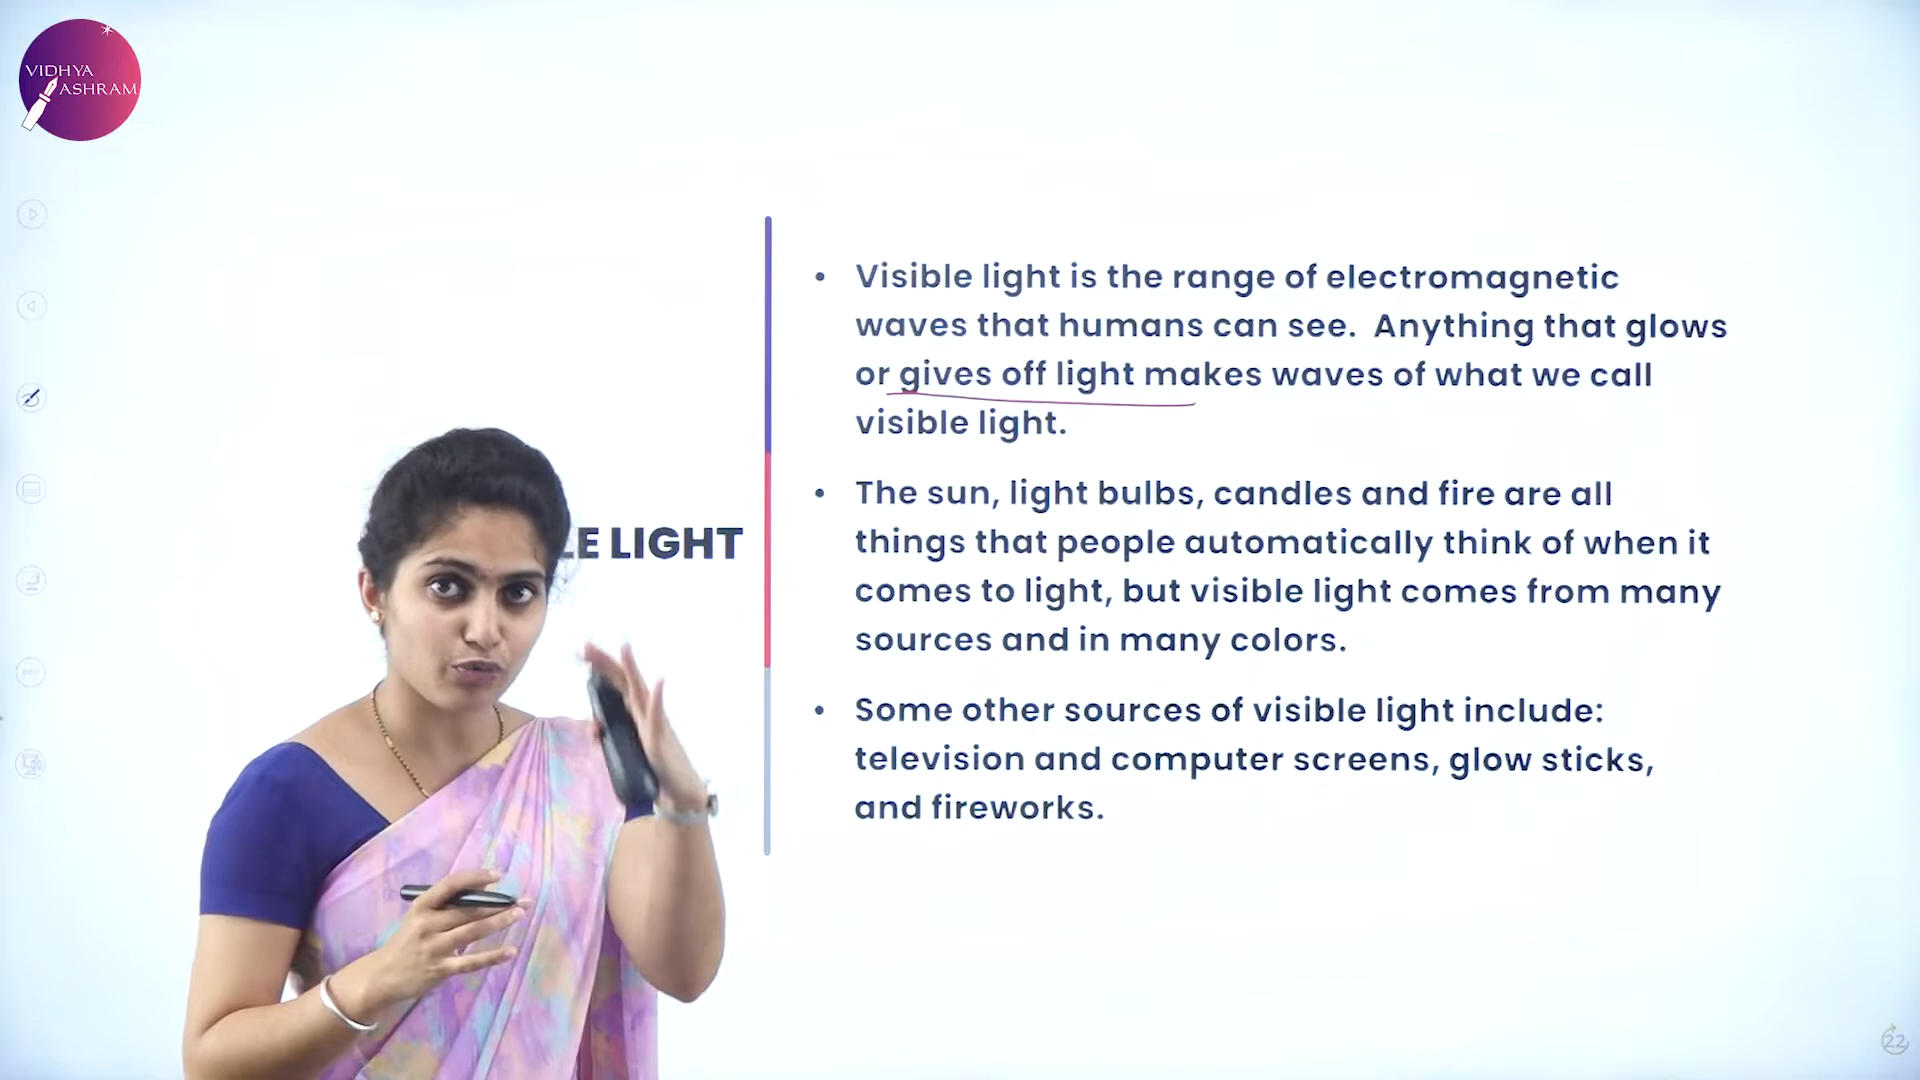 VIDHYA
ASHRAM
LE LIGHT
• Visible light is the range of electromagnetic
waves that humans can see. Anything that glows
or gives off light makes waves of what we call
visible light.
• The sun, light bulbs, candles and fire are all
things that people automatically think of when it
comes to light, but visible light comes from many
sources and in many colors.
• Some other sources of visible light include:
television and computer screens, glow sticks,
and fireworks.
22